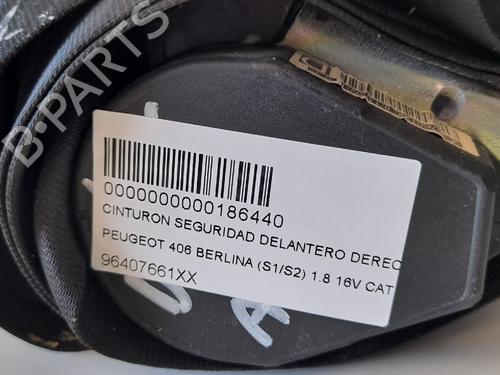 B-PARTS
0000000000186440
CINTURON SEGURIDAD DELANTERO DEREC
PEUGEOT 406 BERLINA (S1/S2) 1.8 16V CAT
96407661XX